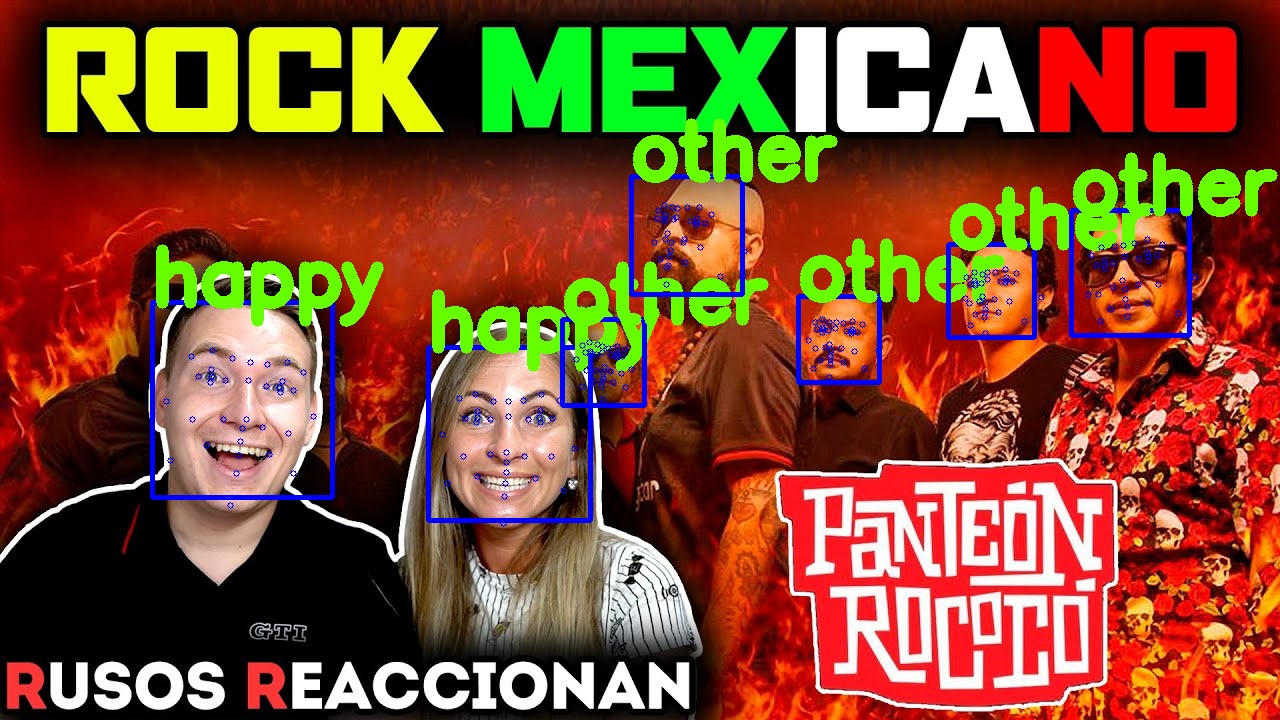 ROCK MEXICANO
other
other
other
other
happy
other
happy
GTI
PANTEÓN
ROCOCÓ
RUSOS REACCIONAN